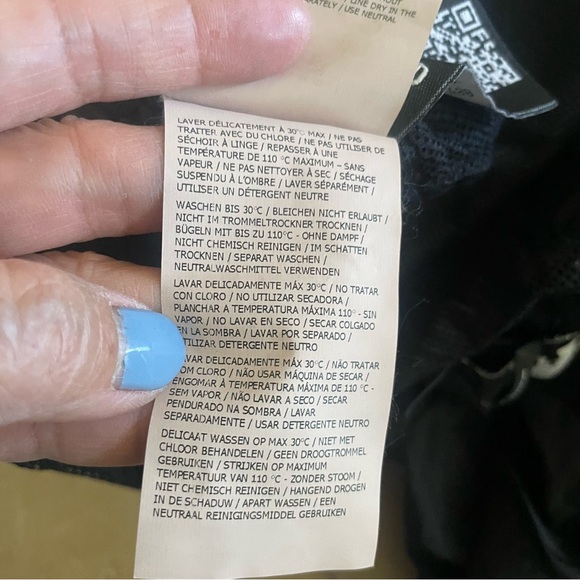 LINE DRY IN THE
/ USE NEUTRAL
LAVER DÉLICATEMENT À 30°C MAX / NE PAS
TRAITER AVEC DU CHLORE / NE PAS UTILISER DE
SÉCHOIR À LINGE / REPASSER À UNE
TEMPÉRATURE DE 110 °C MAXIMUM – SANS
VAPEUR / NE PAS NETTOYER À SEC / SÉCHAGE
SUSPENDU À L'OMBRE / LAVER SÉPARÉMENT /
UTILISER UN DÉTERGENT NEUTRE
WASCHEN BIS 30°C / BLEICHEN NICHT ERLAUBT /
NICHT IM TROMMELTROCKNER TROCKNEN /
BÜGELN MIT BIS ZU 110°C - OHNE DAMPF /
NICHT CHEMISCH REINIGEN / IM SCHATTEN
TROCKNEN / SEPARAT WASCHEN /
NEUTRALWASCHMITTEL VERWENDEN
LAVAR DELICADAMENTE MÁX 30°C / NO TRATAR
CON CLORO / NO UTILIZAR SECADORA /
PLANCHAR A TEMPERATURA MÁXIMA 110° - SIN
VAPOR / NO LAVAR EN SECO / SECAR COLGADO
EN LA SOMBRA / LAVAR POR SEPARADO /
UTILIZAR DETERGENTE NEUTRO
LAVAR DELICADAMENTE MÁX 30°C / NÃO TRATAR
COM CLORO / NÃO USAR MÁQUINA DE SECAR /
ENGOMAR À TEMPERATURA MÁXIMA DE 110°C -
SEM VAPOR / NÃO LAVAR A SECO / SECAR
PENDURADO NA SOMBRA / LAVAR
SEPARADAMENTE / USAR DETERGENTE NEUTRO
DELICAAT WASSEN OP MAX 30°C / NIET MET
CHLOOR BEHANDELEN / GEEN DROOGTROMMEL
GEBRUIKEN / STRIJKEN OP MAXIMUM
TEMPERATUUR VAN 110 °C - ZONDER STOOM /
NIET CHEMISCH REINIGEN / HANGEND DROGEN
IN DE SCHADUW / APART WASSEN / EEN
NEUTRAAL REINIGINGSMIDDEL GEBRUIKEN